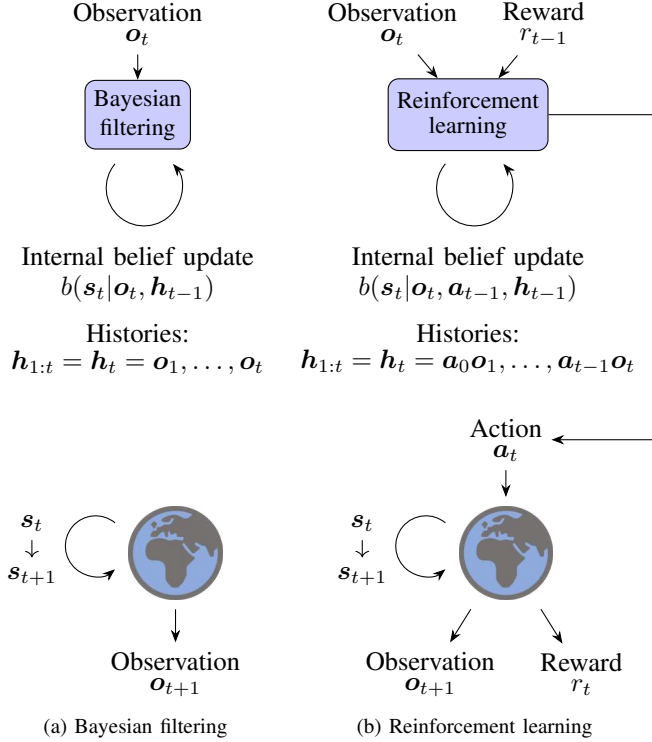 Observation
𝒐_t
Bayesian
filtering
Internal belief update
b(𝒔_t|𝒐_t, 𝒉_{t−1})
Histories:
𝒉_{1:t} = 𝒉_t = 𝒐_1, . . . , 𝒐_t
𝒔_t
↓
𝒔_{t+1}
Observation
𝒐_{t+1}
(a) Bayesian filtering
Observation
𝒐_t
Reward
r_{t−1}
Reinforcement
learning
Internal belief update
b(𝒔_t|𝒐_t, 𝒂_{t−1}, 𝒉_{t−1})
Histories:
𝒉_{1:t} = 𝒉_t = 𝒂_0𝒐_1, . . . , 𝒂_{t−1}𝒐_t
Action
𝒂_t
𝒔_t
↓
𝒔_{t+1}
Observation
𝒐_{t+1}
Reward
r_t
(b) Reinforcement learning